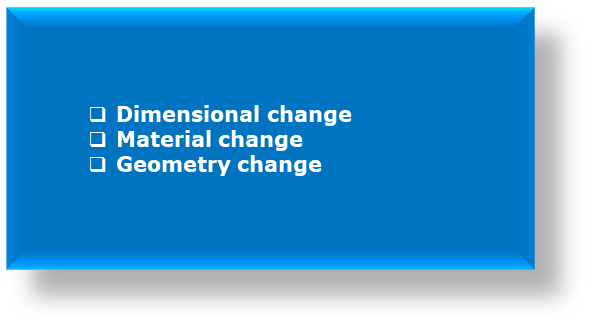 ❑ Dimensional change
❑ Material change
❑ Geometry change